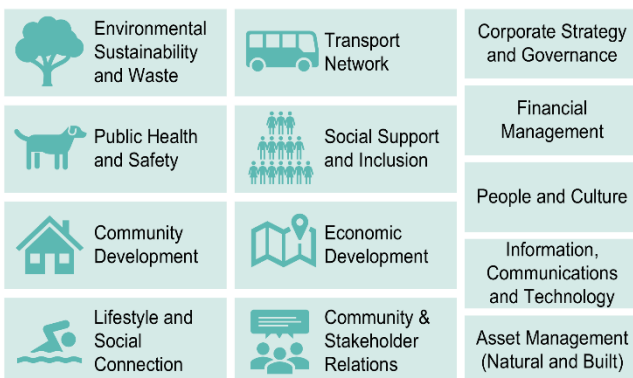 Environmental
Sustainability
and Waste
Transport
Network
Corporate Strategy
and Governance
Public Health
and Safety
Social Support
and Inclusion
Financial
Management
People and Culture
Community
Development
Economic
Development
Information,
Communications
and Technology
Lifestyle and
Social
Connection
Community &
Stakeholder
Relations
Asset Management
(Natural and Built)